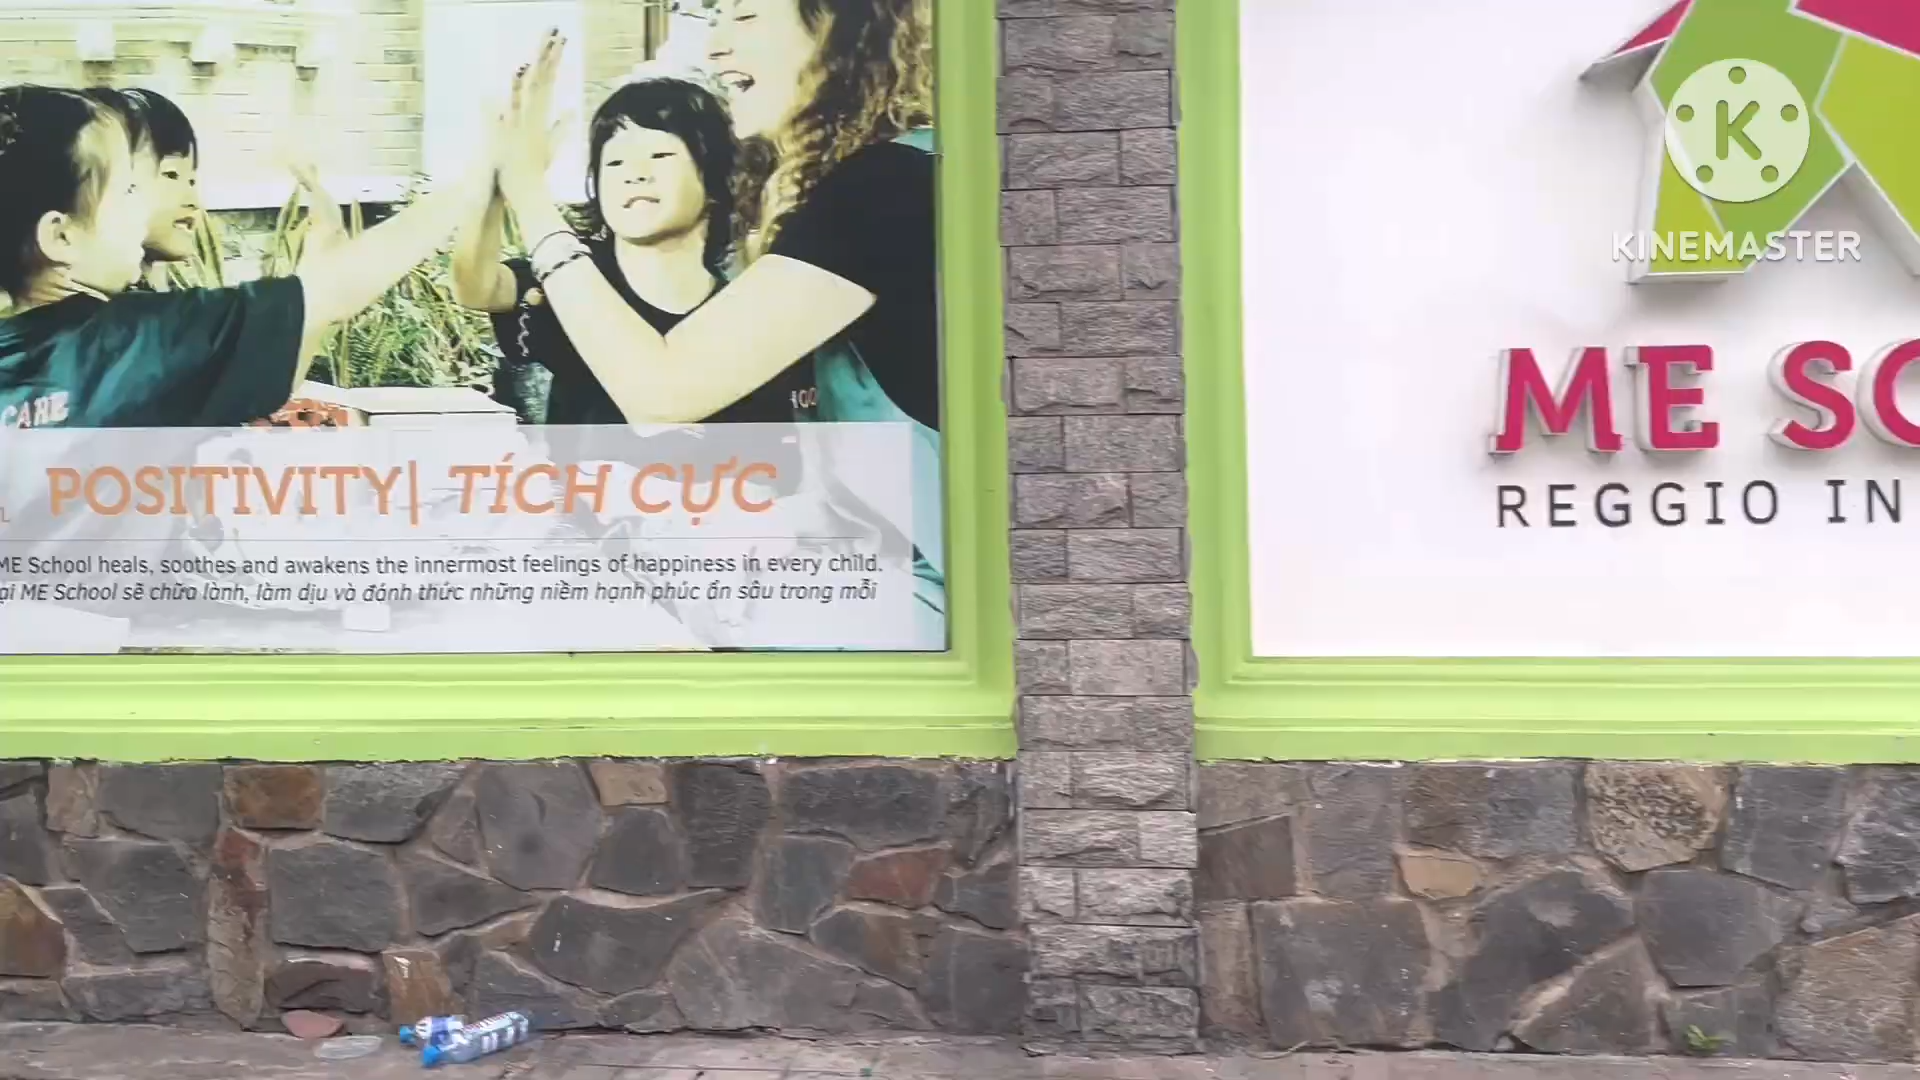 CARE
POSITIVITY| TÍCH CỰC
ME School heals, soothes and awakens the innermost feelings of happiness in every child.
ại ME School sẽ chữa lành, làm dịu và đánh thức những niềm hạnh phúc ẩn sâu trong mỗi
K
KINEMASTER
ME SC
REGGIO IN